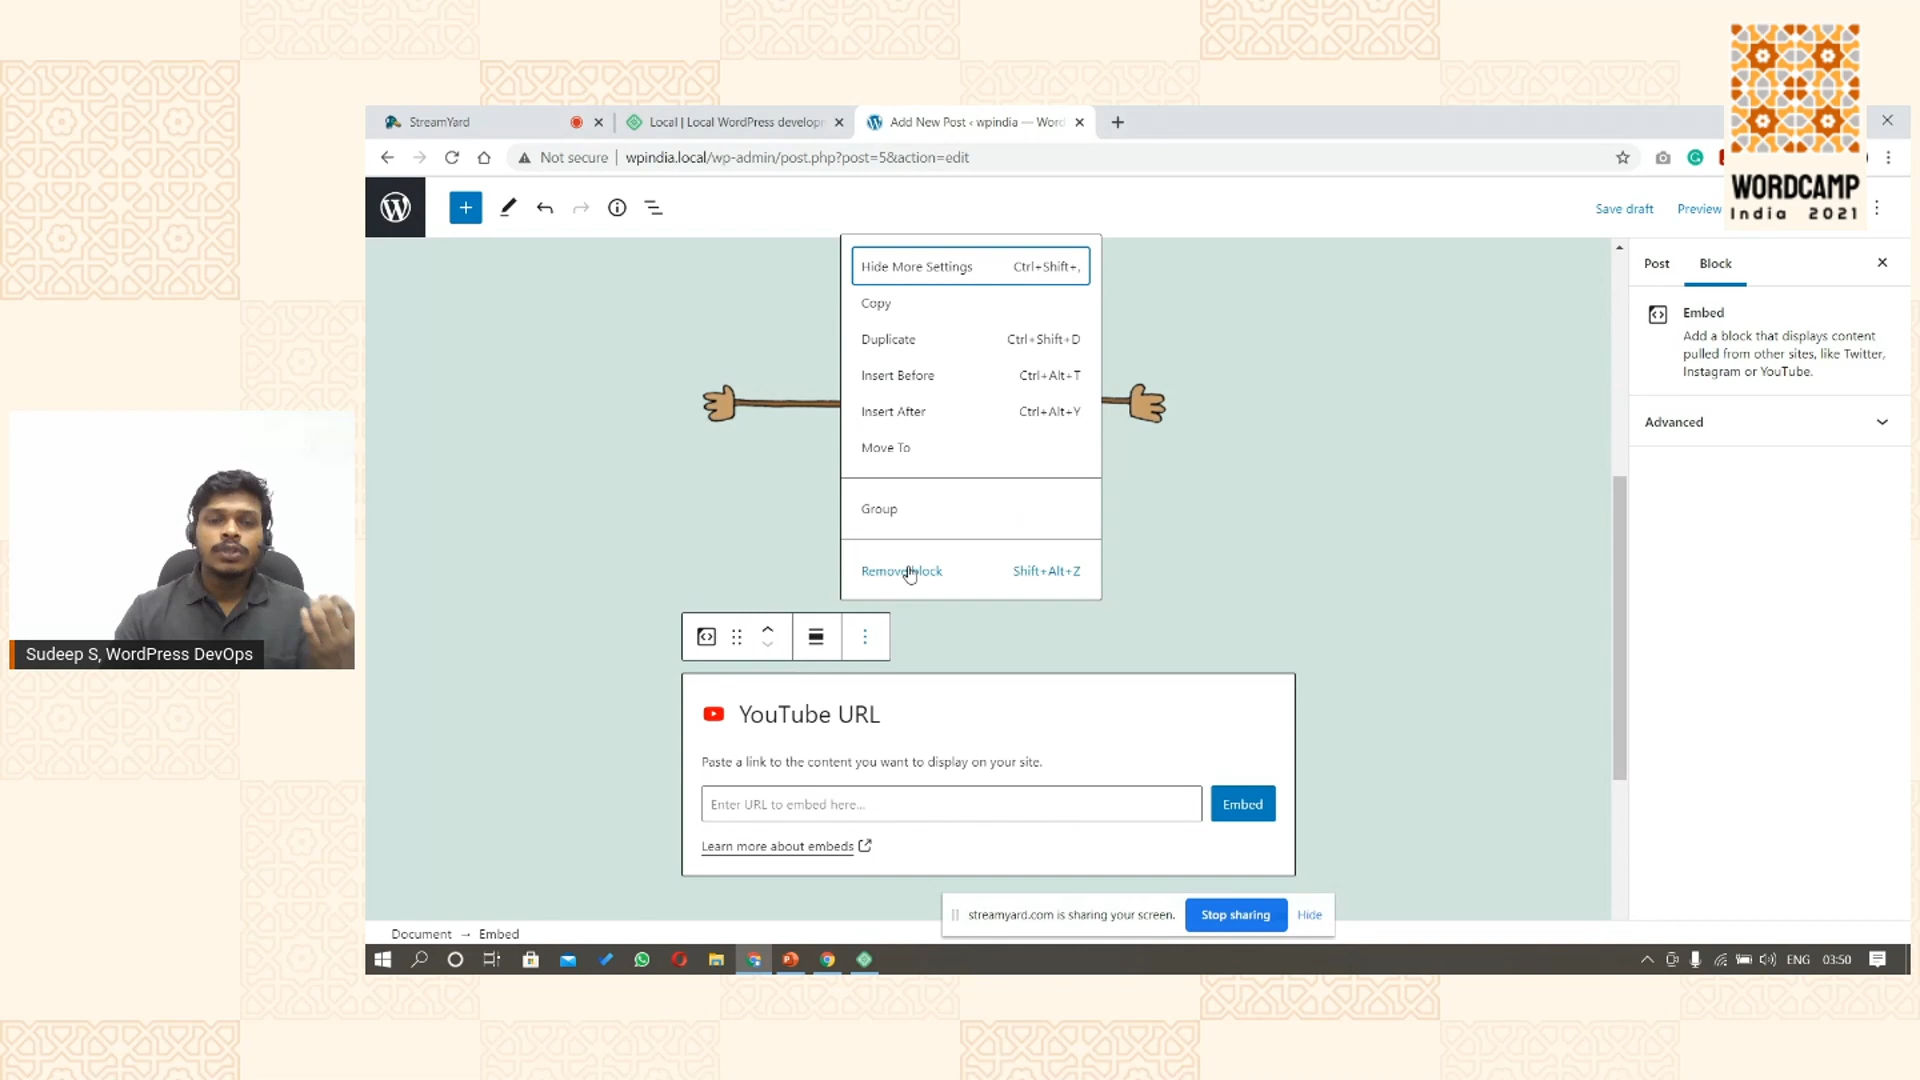 WORDCAMP
India 2021
StreamYard
Local | Local WordPress developm
Add New Post ‹ wpindia — Word
Not secure
wpindia.local/wp-admin/post.php?post=5&action=edit
Save draft
Preview
Hide More Settings Ctrl+Shift+,
Copy
Duplicate Ctrl+Shift+D
Insert Before Ctrl+Alt+T
Insert After Ctrl+Alt+Y
Move To
Group
Remove block Shift+Alt+Z
Post
Block
Embed
Add a block that displays content
pulled from other sites, like Twitter,
Instagram or YouTube.
Advanced
Sudeep S, WordPress DevOps
YouTube URL
Paste a link to the content you want to display on your site.
Enter URL to embed here...
Embed
Learn more about embeds
streamyard.com is sharing your screen.
Stop sharing
Hide
Document → Embed
ENG
03:50